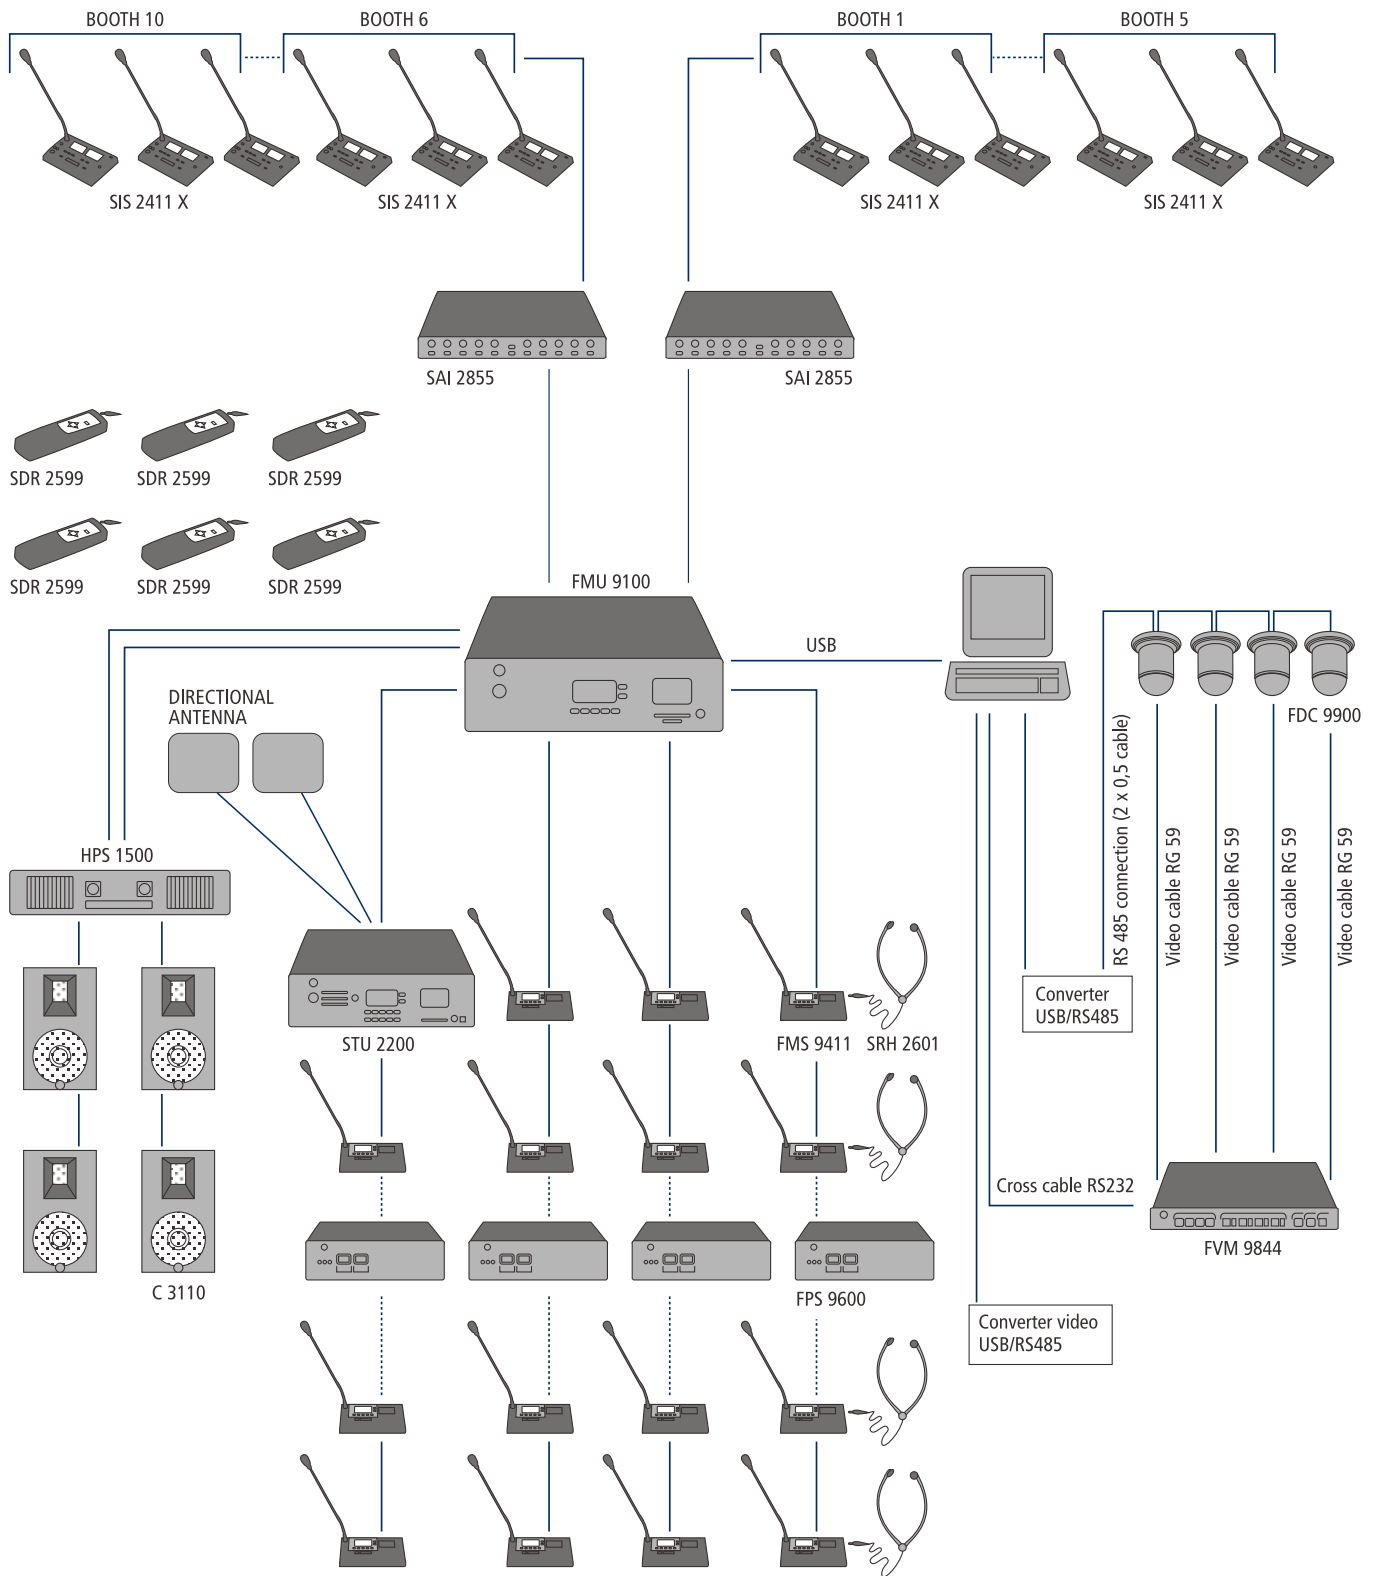 BOOTH 10
BOOTH 6
BOOTH 1
BOOTH 5
SIS 2411 X
SIS 2411 X
SIS 2411 X
SIS 2411 X
SAI 2855
SAI 2855
SDR 2599
SDR 2599
SDR 2599
SDR 2599
SDR 2599
SDR 2599
FMU 9100
USB
DIRECTIONAL
ANTENNA
FDC 9900
RS 485 connection (2 x 0,5 cable)
Video cable RG 59
Video cable RG 59
Video cable RG 59
Video cable RG 59
HPS 1500
Converter
USB/RS485
STU 2200
FMS 9411
SRH 2601
Cross cable RS232
FVM 9844
C 3110
FPS 9600
Converter video
USB/RS485